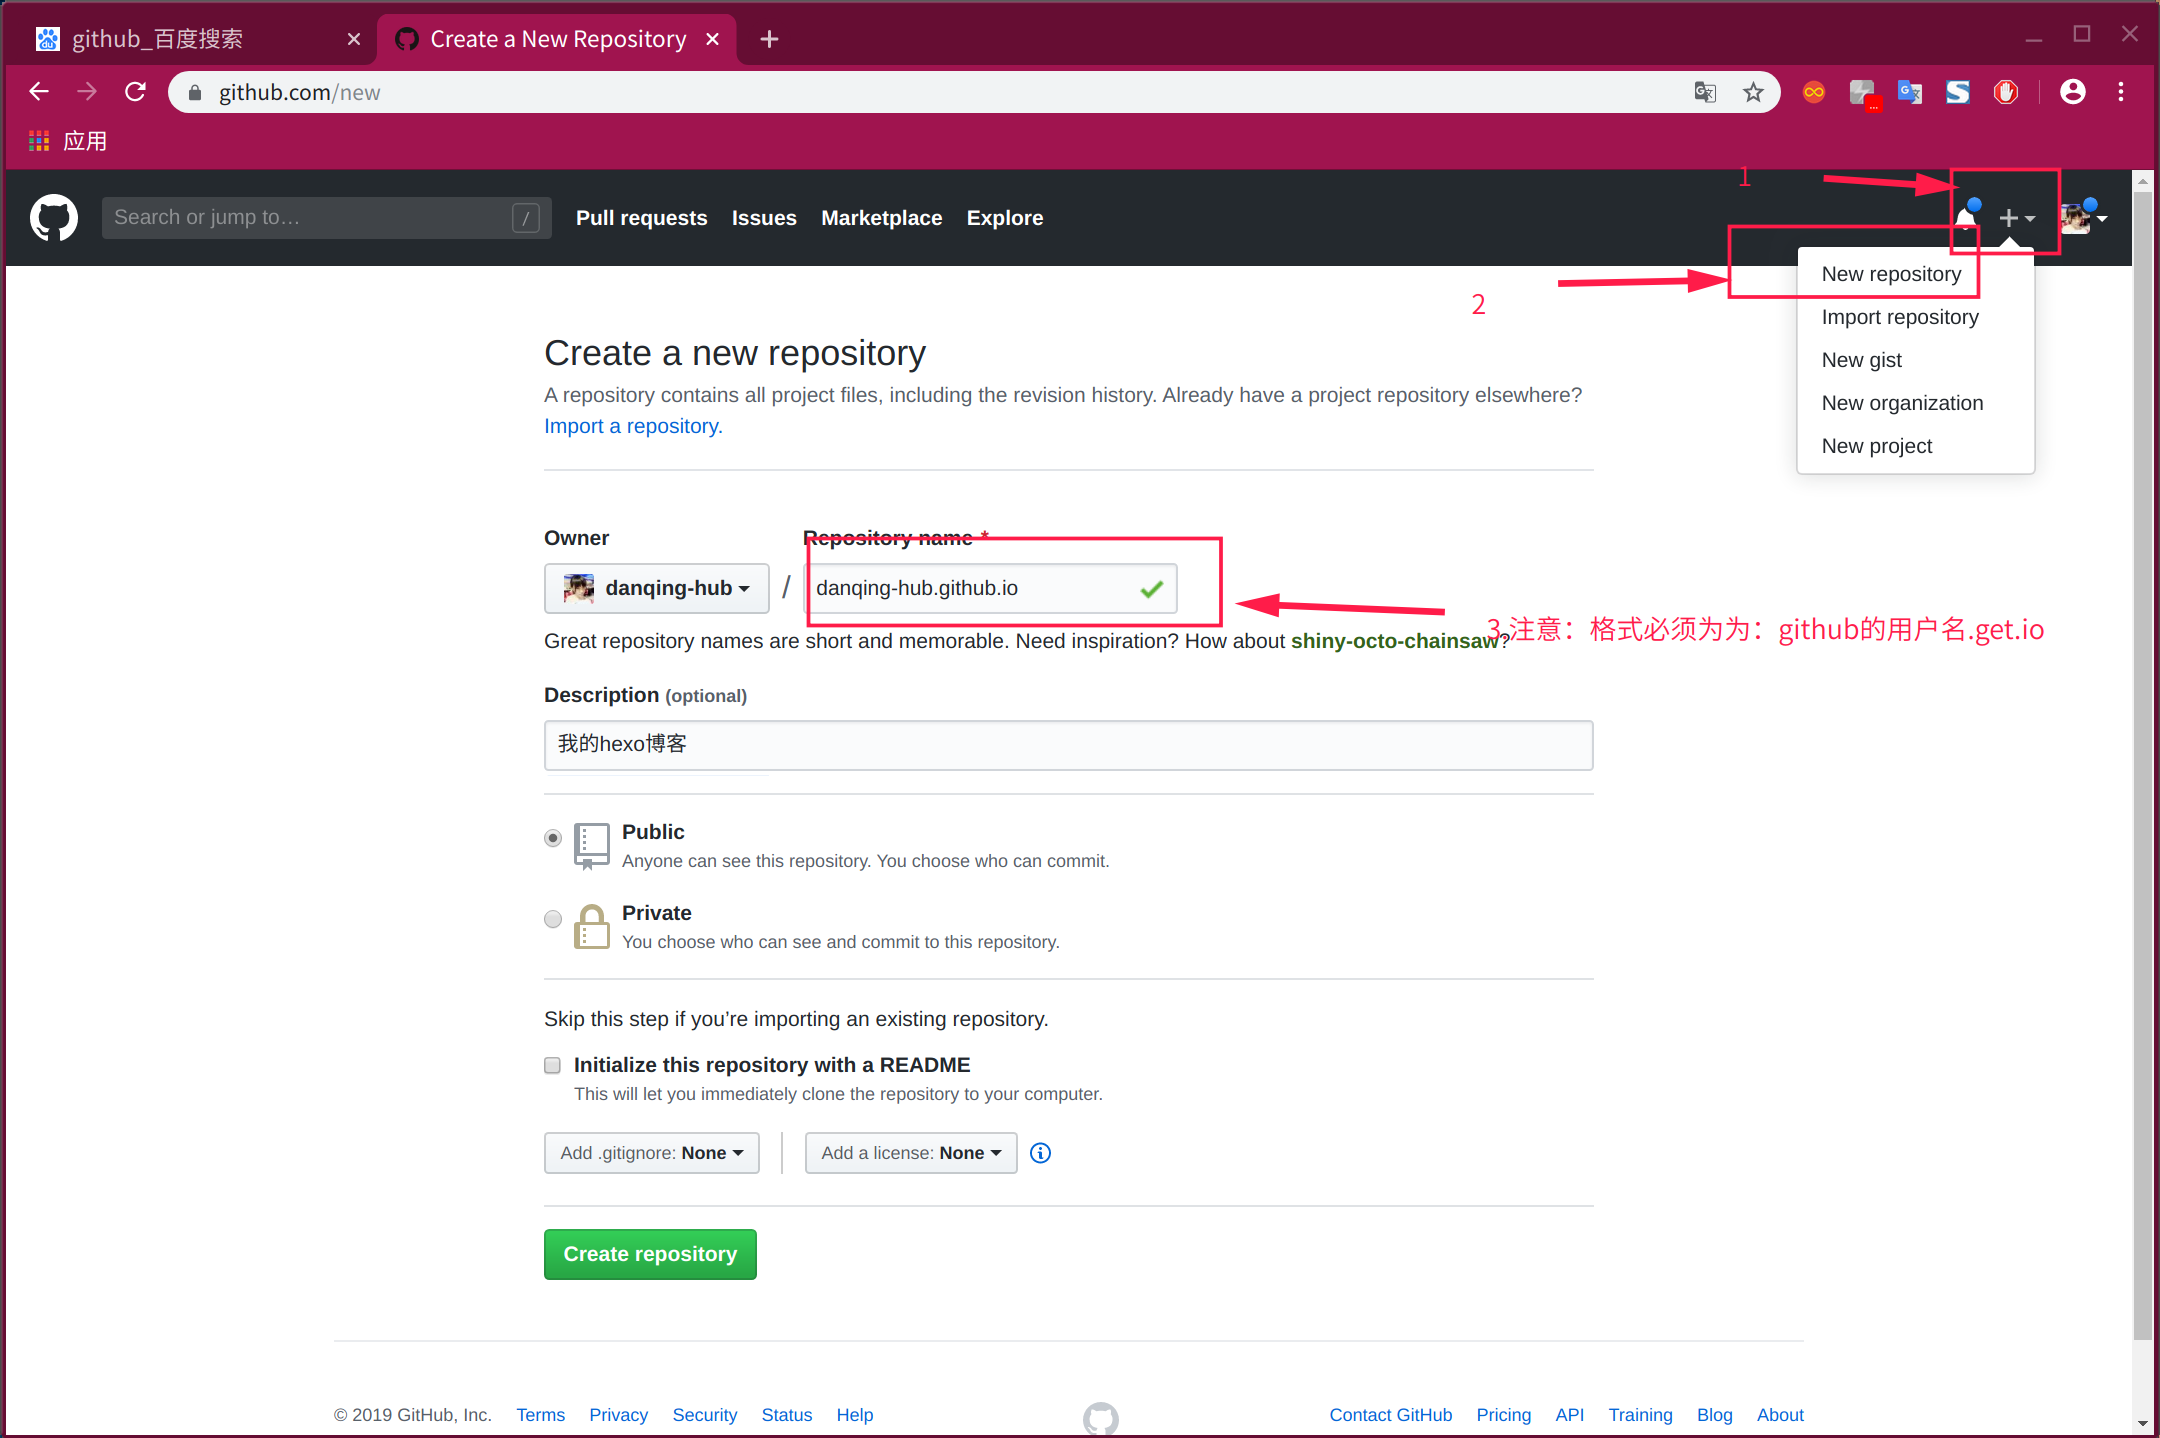 github_百度搜索
Create a New Repository
github.com/new
应用
Search or jump to…
/
Pull requests
Issues
Marketplace
Explore
1
2
New repository
Import repository
New gist
New organization
New project
Create a new repository
A repository contains all project files, including the revision history. Already have a project repository elsewhere?
Import a repository.
Owner
Repository name *
danqing-hub
/
danqing-hub.github.io
3.注意：格式必须为为：github的用户名.get.io
Great repository names are short and memorable. Need inspiration? How about shiny-octo-chainsaw?
Description (optional)
我的hexo博客
Public
Anyone can see this repository. You choose who can commit.
Private
You choose who can see and commit to this repository.
Skip this step if you’re importing an existing repository.
Initialize this repository with a README
This will let you immediately clone the repository to your computer.
Add .gitignore: None
Add a license: None
Create repository
© 2019 GitHub, Inc.
Terms
Privacy
Security
Status
Help
Contact GitHub
Pricing
API
Training
Blog
About